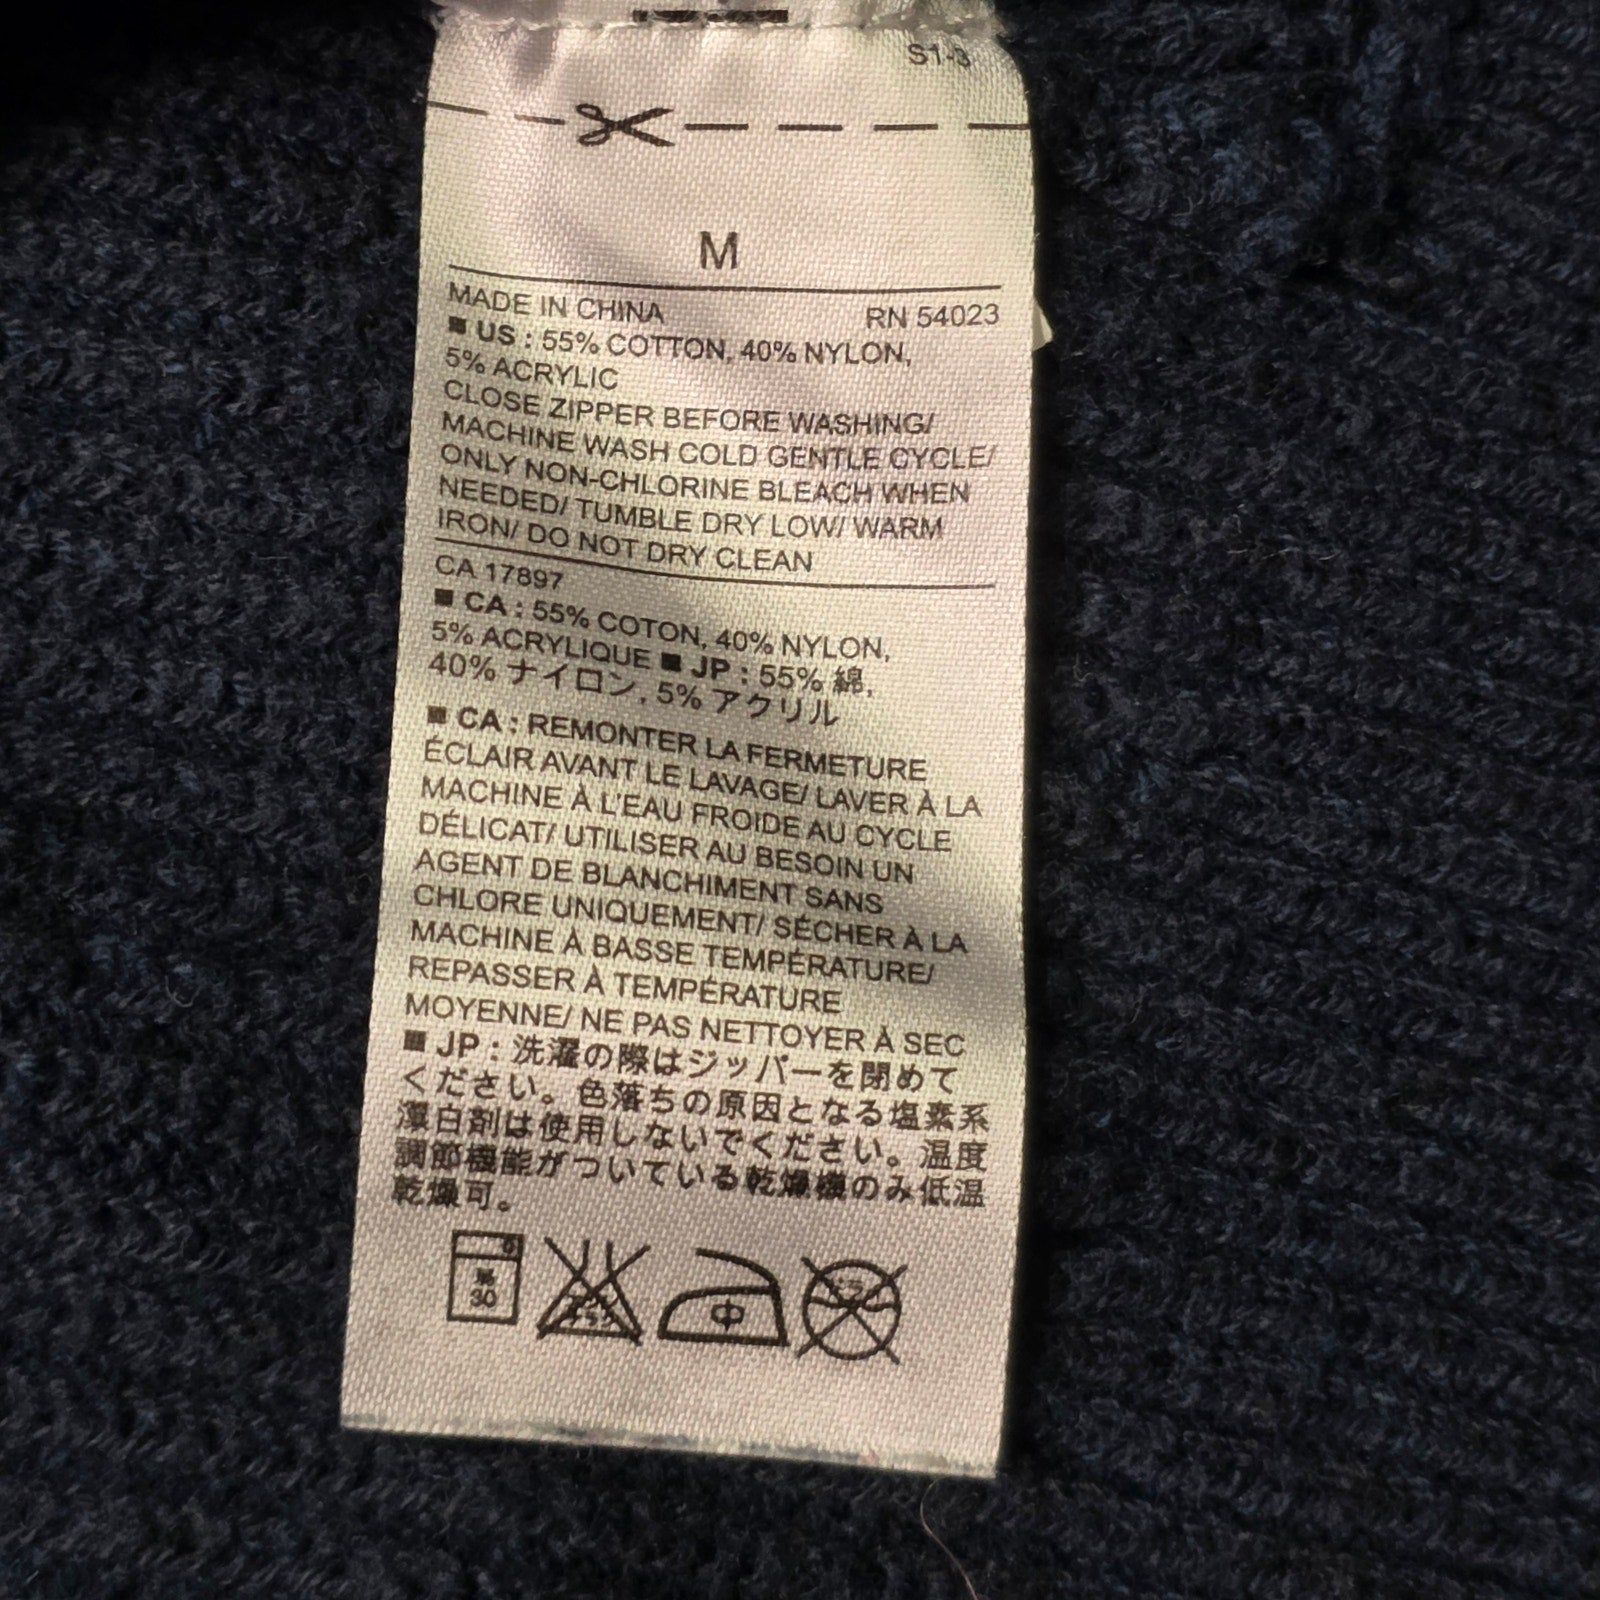 S1-3
M
MADE IN CHINA RN 54023
■ US : 55% COTTON, 40% NYLON,
5% ACRYLIC
CLOSE ZIPPER BEFORE WASHING/
MACHINE WASH COLD GENTLE CYCLE/
ONLY NON-CHLORINE BLEACH WHEN
NEEDED/ TUMBLE DRY LOW/ WARM
IRON/ DO NOT DRY CLEAN
CA 17897
■ CA : 55% COTON, 40% NYLON,
5% ACRYLIQUE ■ JP : 55% 綿,
40% ナイロン, 5% アクリル
■ CA : REMONTER LA FERMETURE
ÉCLAIR AVANT LE LAVAGE/ LAVER À LA
MACHINE À L'EAU FROIDE AU CYCLE
DÉLICAT/ UTILISER AU BESOIN UN
AGENT DE BLANCHIMENT SANS
CHLORE UNIQUEMENT/ SÉCHER À LA
MACHINE À BASSE TEMPÉRATURE/
REPASSER À TEMPÉRATURE
MOYENNE/ NE PAS NETTOYER À SEC
■ JP : 洗濯の際はジッパーを閉めて
ください。色落ちの原因となる塩素系
漂白剤は使用しないでください。温度
調節機能がついている乾燥機のみ低温
乾燥可。
30 中